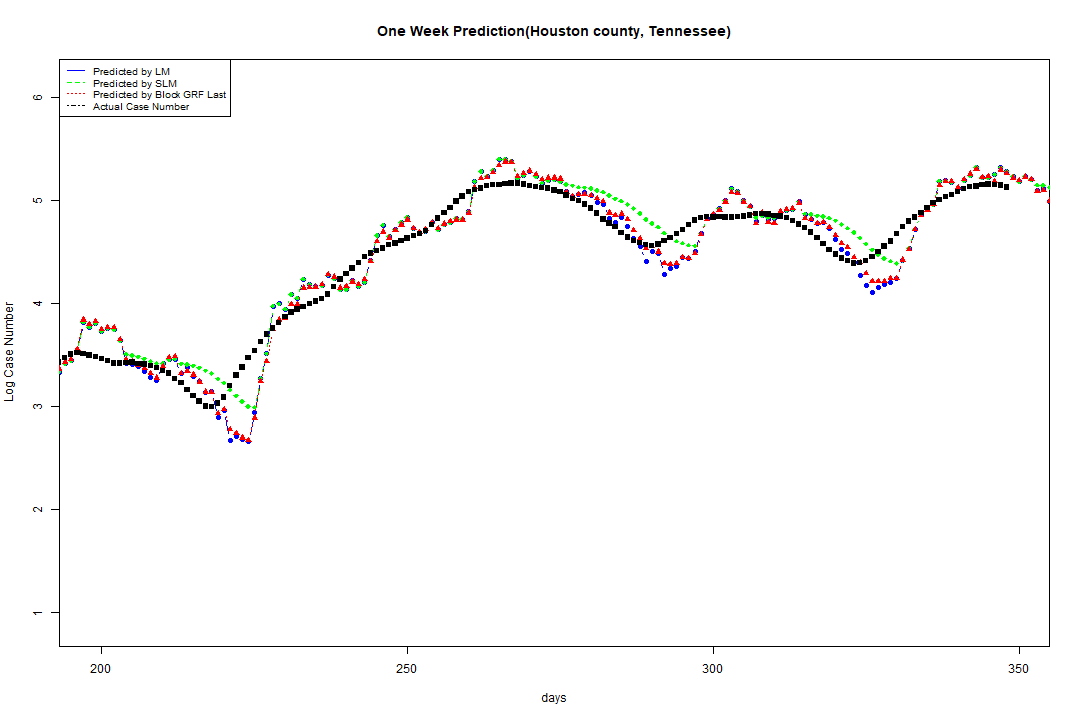 One Week Prediction(Houston county, Tennessee)
Predicted by LM
Predicted by SLM
Predicted by Block GRF Last
Actual Case Number
6
5
4
3
2
1
Log Case Number
200 250 300 350
days